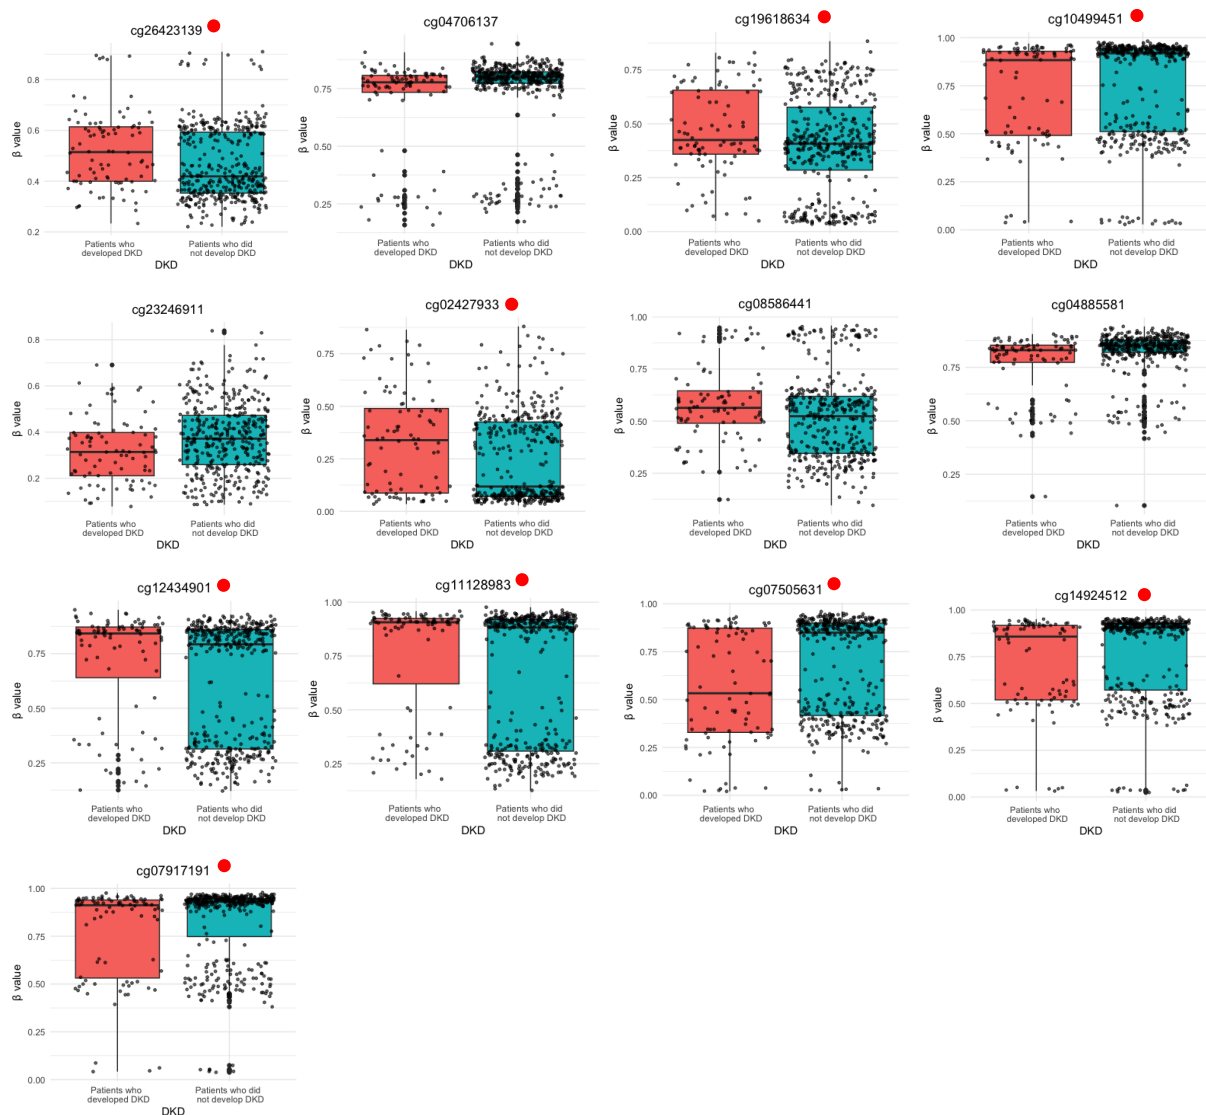 cg26423139
0.8
0.6
0.4
0.2
β value
Patients who
developed DKD
Patients who did
not develop DKD
DKD
cg04706137
0.75
0.50
0.25
β value
Patients who
developed DKD
Patients who did
not develop DKD
DKD
cg19618634
0.75
0.50
0.25
0.00
β value
Patients who
developed DKD
Patients who did
not develop DKD
DKD
cg10499451
1.00
0.75
0.50
0.25
0.00
β value
Patients who
developed DKD
Patients who did
not develop DKD
DKD
cg23246911
0.8
0.6
0.4
0.2
β value
Patients who
developed DKD
Patients who did
not develop DKD
DKD
cg02427933
0.75
0.50
0.25
0.00
β value
Patients who
developed DKD
Patients who did
not develop DKD
DKD
cg08586441
1.00
0.75
0.50
0.25
β value
Patients who
developed DKD
Patients who did
not develop DKD
DKD
cg04885581
0.75
0.50
0.25
β value
Patients who
developed DKD
Patients who did
not develop DKD
DKD
cg12434901
0.75
0.50
0.25
β value
Patients who
developed DKD
Patients who did
not develop DKD
DKD
cg11128983
1.00
0.75
0.50
0.25
β value
Patients who
developed DKD
Patients who did
not develop DKD
DKD
cg07505631
1.00
0.75
0.50
0.25
0.00
β value
Patients who
developed DKD
Patients who did
not develop DKD
DKD
cg14924512
1.00
0.75
0.50
0.25
0.00
β value
Patients who
developed DKD
Patients who did
not develop DKD
DKD
cg07917191
1.00
0.75
0.50
0.25
0.00
β value
Patients who
developed DKD
Patients who did
not develop DKD
DKD